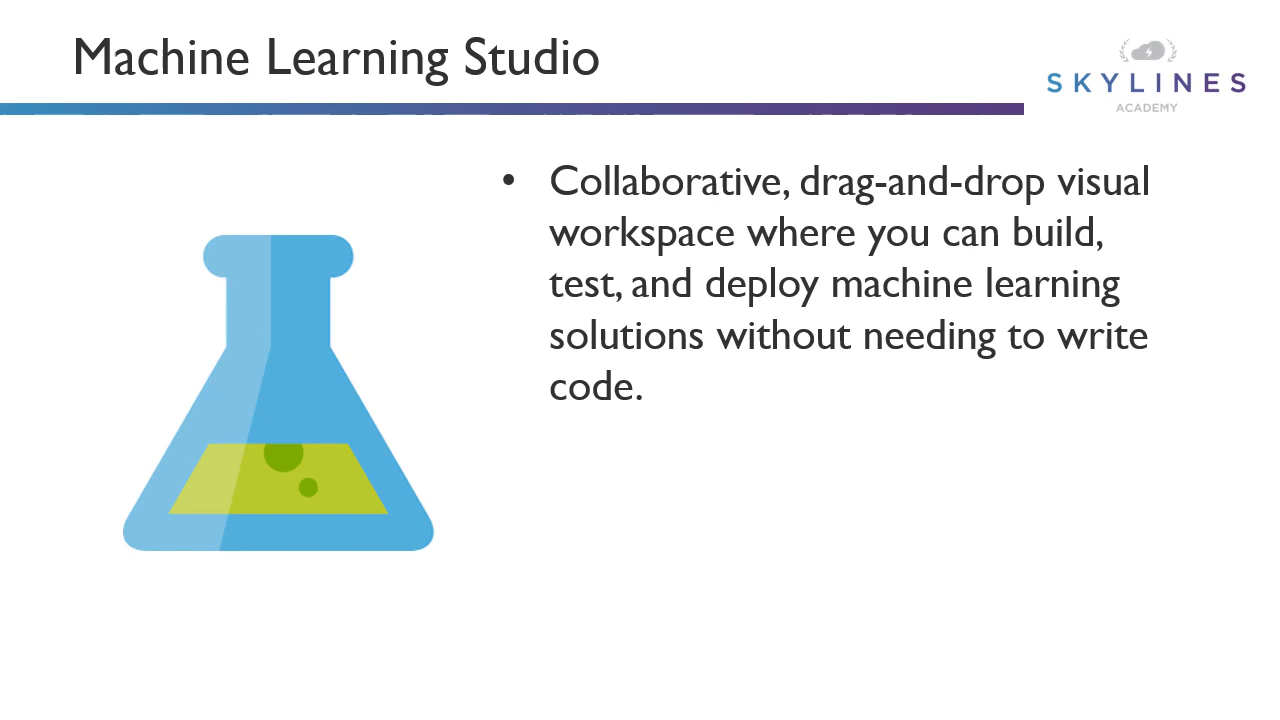 Machine Learning Studio
SKYLINES
ACADEMY
• Collaborative, drag-and-drop visual
workspace where you can build,
test, and deploy machine learning
solutions without needing to write
code.